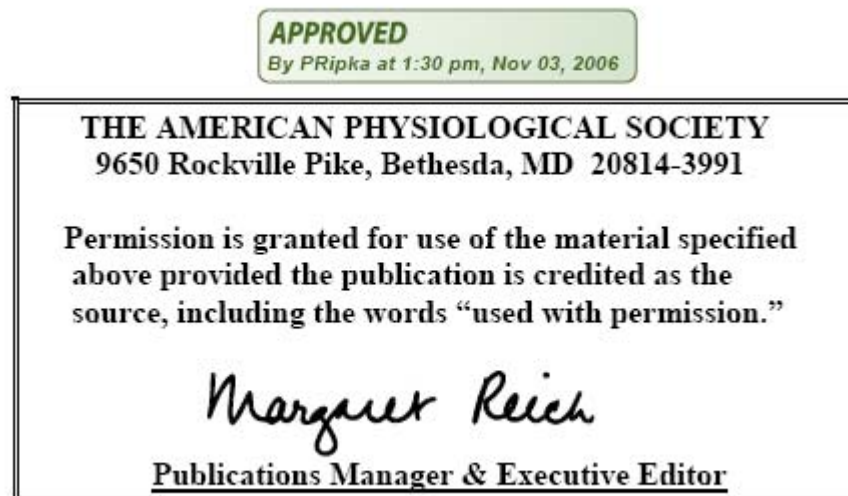 APPROVED
By PRipka at 1:30 pm, Nov 03, 2006
THE AMERICAN PHYSIOLOGICAL SOCIETY
9650 Rockville Pike, Bethesda, MD 20814-3991
Permission is granted for use of the material specified
above provided the publication is credited as the
source, including the words “used with permission.”
Margaret Reich
Publications Manager & Executive Editor